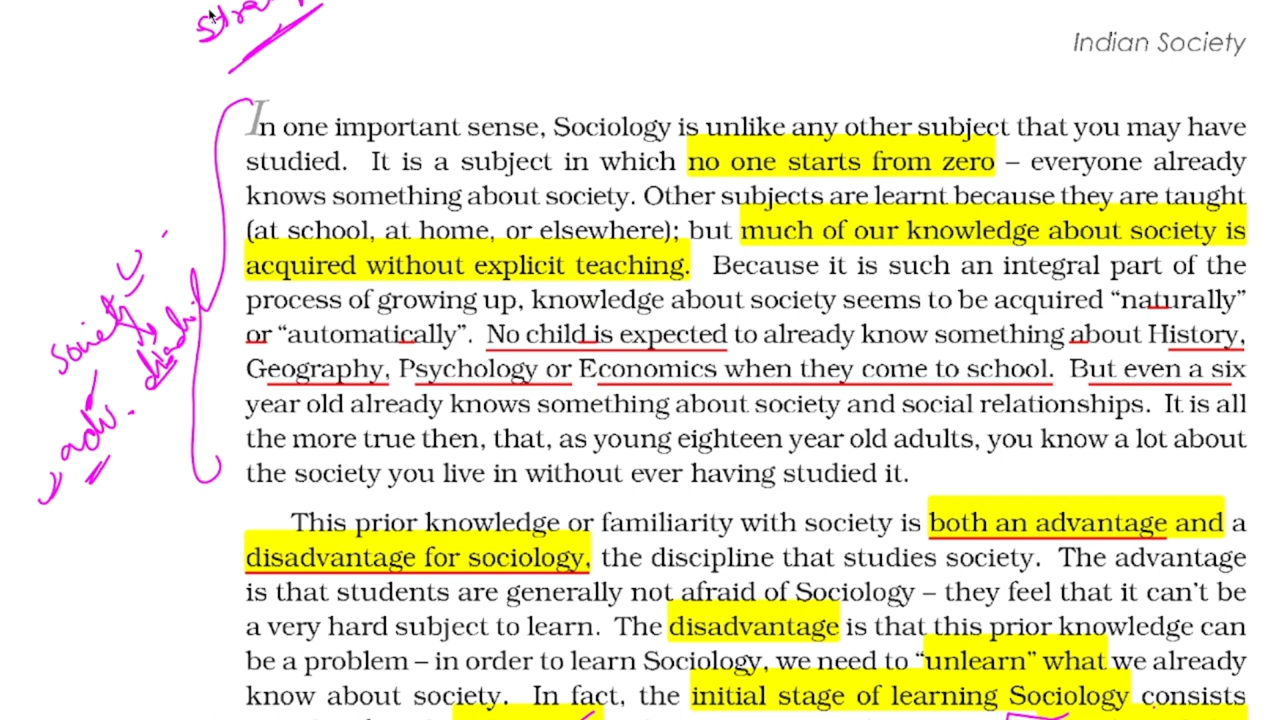 Indian Society
In one important sense, Sociology is unlike any other subject that you may have
studied. It is a subject in which no one starts from zero – everyone already
knows something about society. Other subjects are learnt because they are taught
(at school, at home, or elsewhere); but much of our knowledge about society is
acquired without explicit teaching. Because it is such an integral part of the
process of growing up, knowledge about society seems to be acquired “naturally”
or “automatically”. No child is expected to already know something about History,
Geography, Psychology or Economics when they come to school. But even a six
year old already knows something about society and social relationships. It is all
the more true then, that, as young eighteen year old adults, you know a lot about
the society you live in without ever having studied it.
This prior knowledge or familiarity with society is both an advantage and a
disadvantage for sociology, the discipline that studies society. The advantage
is that students are generally not afraid of Sociology – they feel that it can’t be
a very hard subject to learn. The disadvantage is that this prior knowledge can
be a problem – in order to learn Sociology, we need to “unlearn” what we already
know about society. In fact, the initial stage of learning Sociology consists
society
adv.